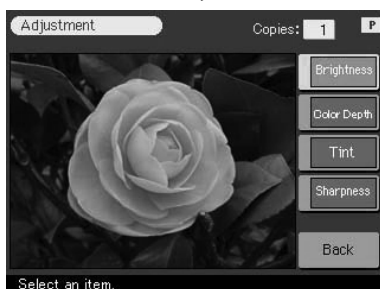 Adjustment Copies: 1 P
Brightness
Color Depth
Tint
Sharpness
Back
Select an item.